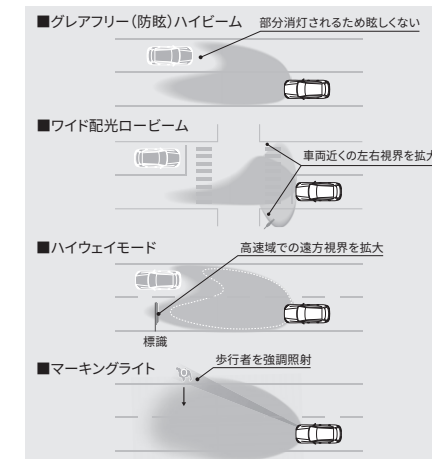 ■グレアフリー(防眩)ハイビーム
部分消灯されるため眩しくない
■ワイド配光ロービーム
車両近くの左右視界を拡大
■ハイウェイモード
高速域での遠方視界を拡大
標識
■マーキングライト
歩行者を強調照射